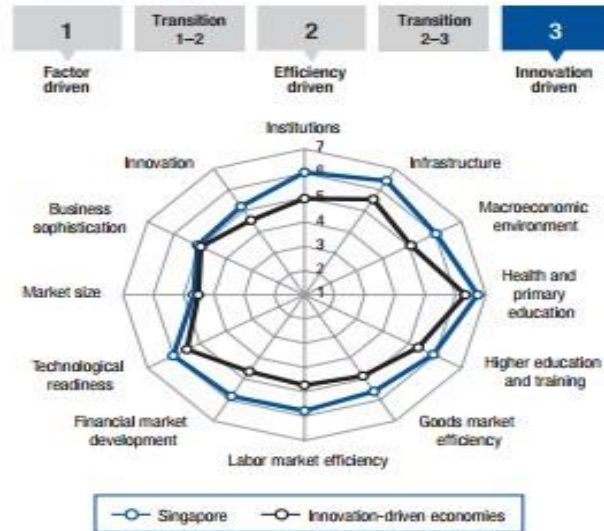 1
Transition
1–2
2
Transition
2–3
3
Factor
driven
Efficiency
driven
Innovation
driven
Institutions
7
6
5
4
3
2
1
Innovation
Infrastructure
Business
sophistication
Macroeconomic
environment
Market size
Health and
primary
education
Technological
readiness
Higher education
and training
Financial market
development
Goods market
efficiency
Labor market efficiency
Singapore
Innovation-driven economies